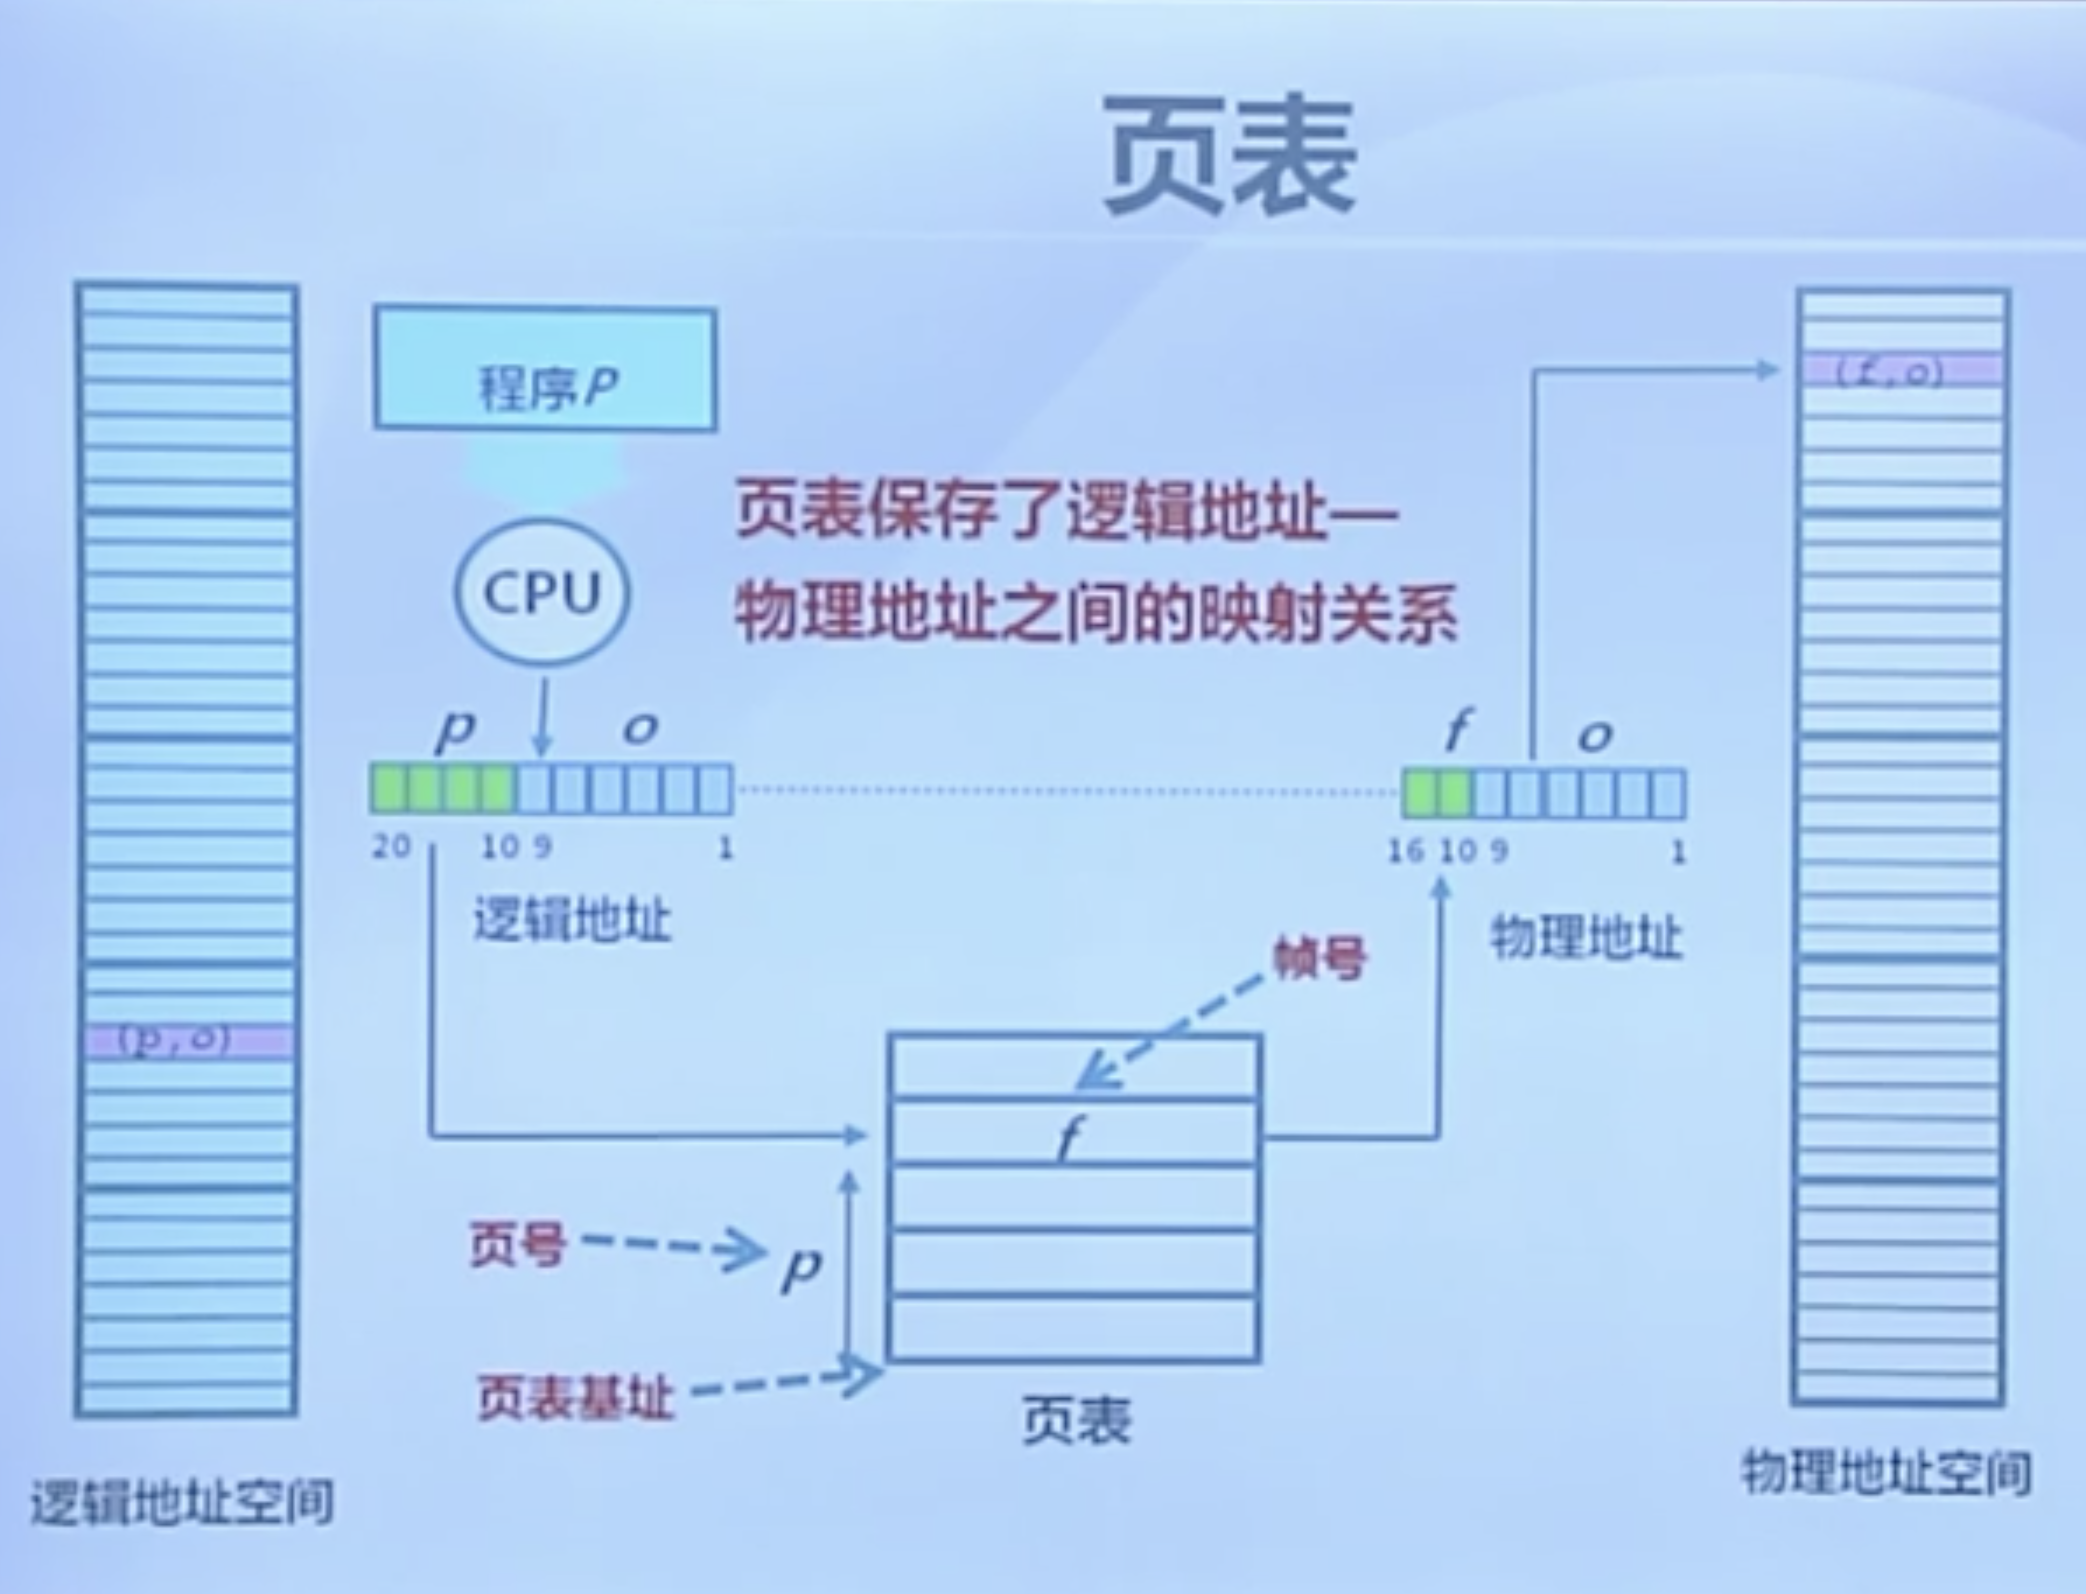 页表
程序P
CPU
页表保存了逻辑地址—
物理地址之间的映射关系
(f,o)
p o
20 10 9 1
逻辑地址
f o
16 10 9 1
物理地址
帧号
(p,o)
f
页号
p
页表基址
页表
逻辑地址空间
物理地址空间